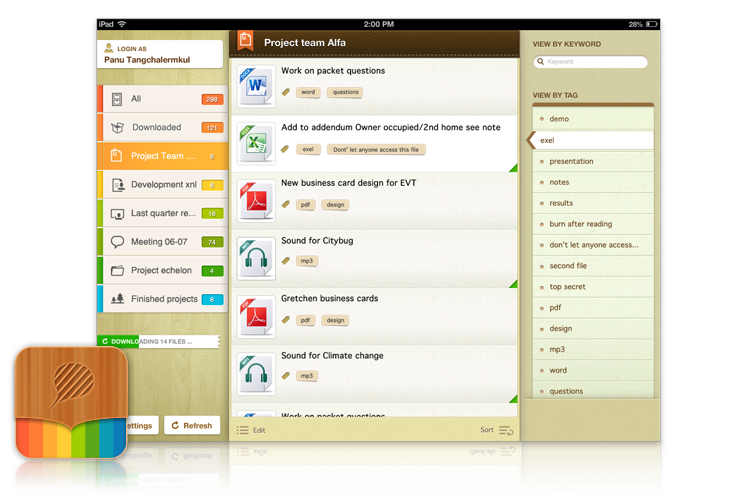 iPad 2:00 PM 28%
LOGIN AS
Panu Tangchalermkul
All 298
Downloaded 121
Project Team .... 6
Development xnl
Last quarter re... 16
Meeting 06-07 74
Project echelon 4
Finished projects 8
DOWNLOADING 14 FILES ...
ettings
Refresh
Project team Alfa
Work on packet questions
word questions
Add to addendum Owner occupied/2nd home see note
exel Dont' let anyone access this file
New business card design for EVT
pdf design
Sound for Citybug
mp3
Gretchen business cards
pdf design
Sound for Climate change
mp3
Work on packet questions
Edit Sort
VIEW BY KEYWORD
Keyword
VIEW BY TAG
demo
exel
presentation
notes
results
burn after reading
don't let anyone access...
second file
top secret
pdf
design
mp3
word
questions